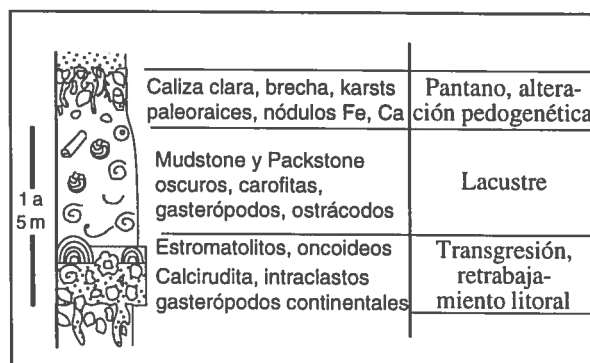 Caliza clara, brecha, karsts
paleoraices, nódulos Fe, Ca
Pantano, altera-
ción pedogenética
Mudstone y Packstone
oscuros, carofitas,
gasterópodos, ostrácodos
Lacustre
1 a
5 m
Estromatolitos, oncoideos
Calcirudita, intraclastos
gasterópodos continentales
Transgresión,
retrabaja-
miento litoral